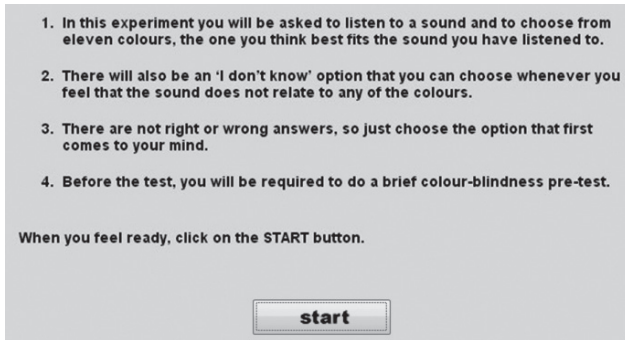 1. In this experiment you will be asked to listen to a sound and to choose from
eleven colours, the one you think best fits the sound you have listened to.
2. There will also be an 'I don't know' option that you can choose whenever you
feel that the sound does not relate to any of the colours.
3. There are not right or wrong answers, so just choose the option that first
comes to your mind.
4. Before the test, you will be required to do a brief colour-blindness pre-test.
When you feel ready, click on the START button.
start